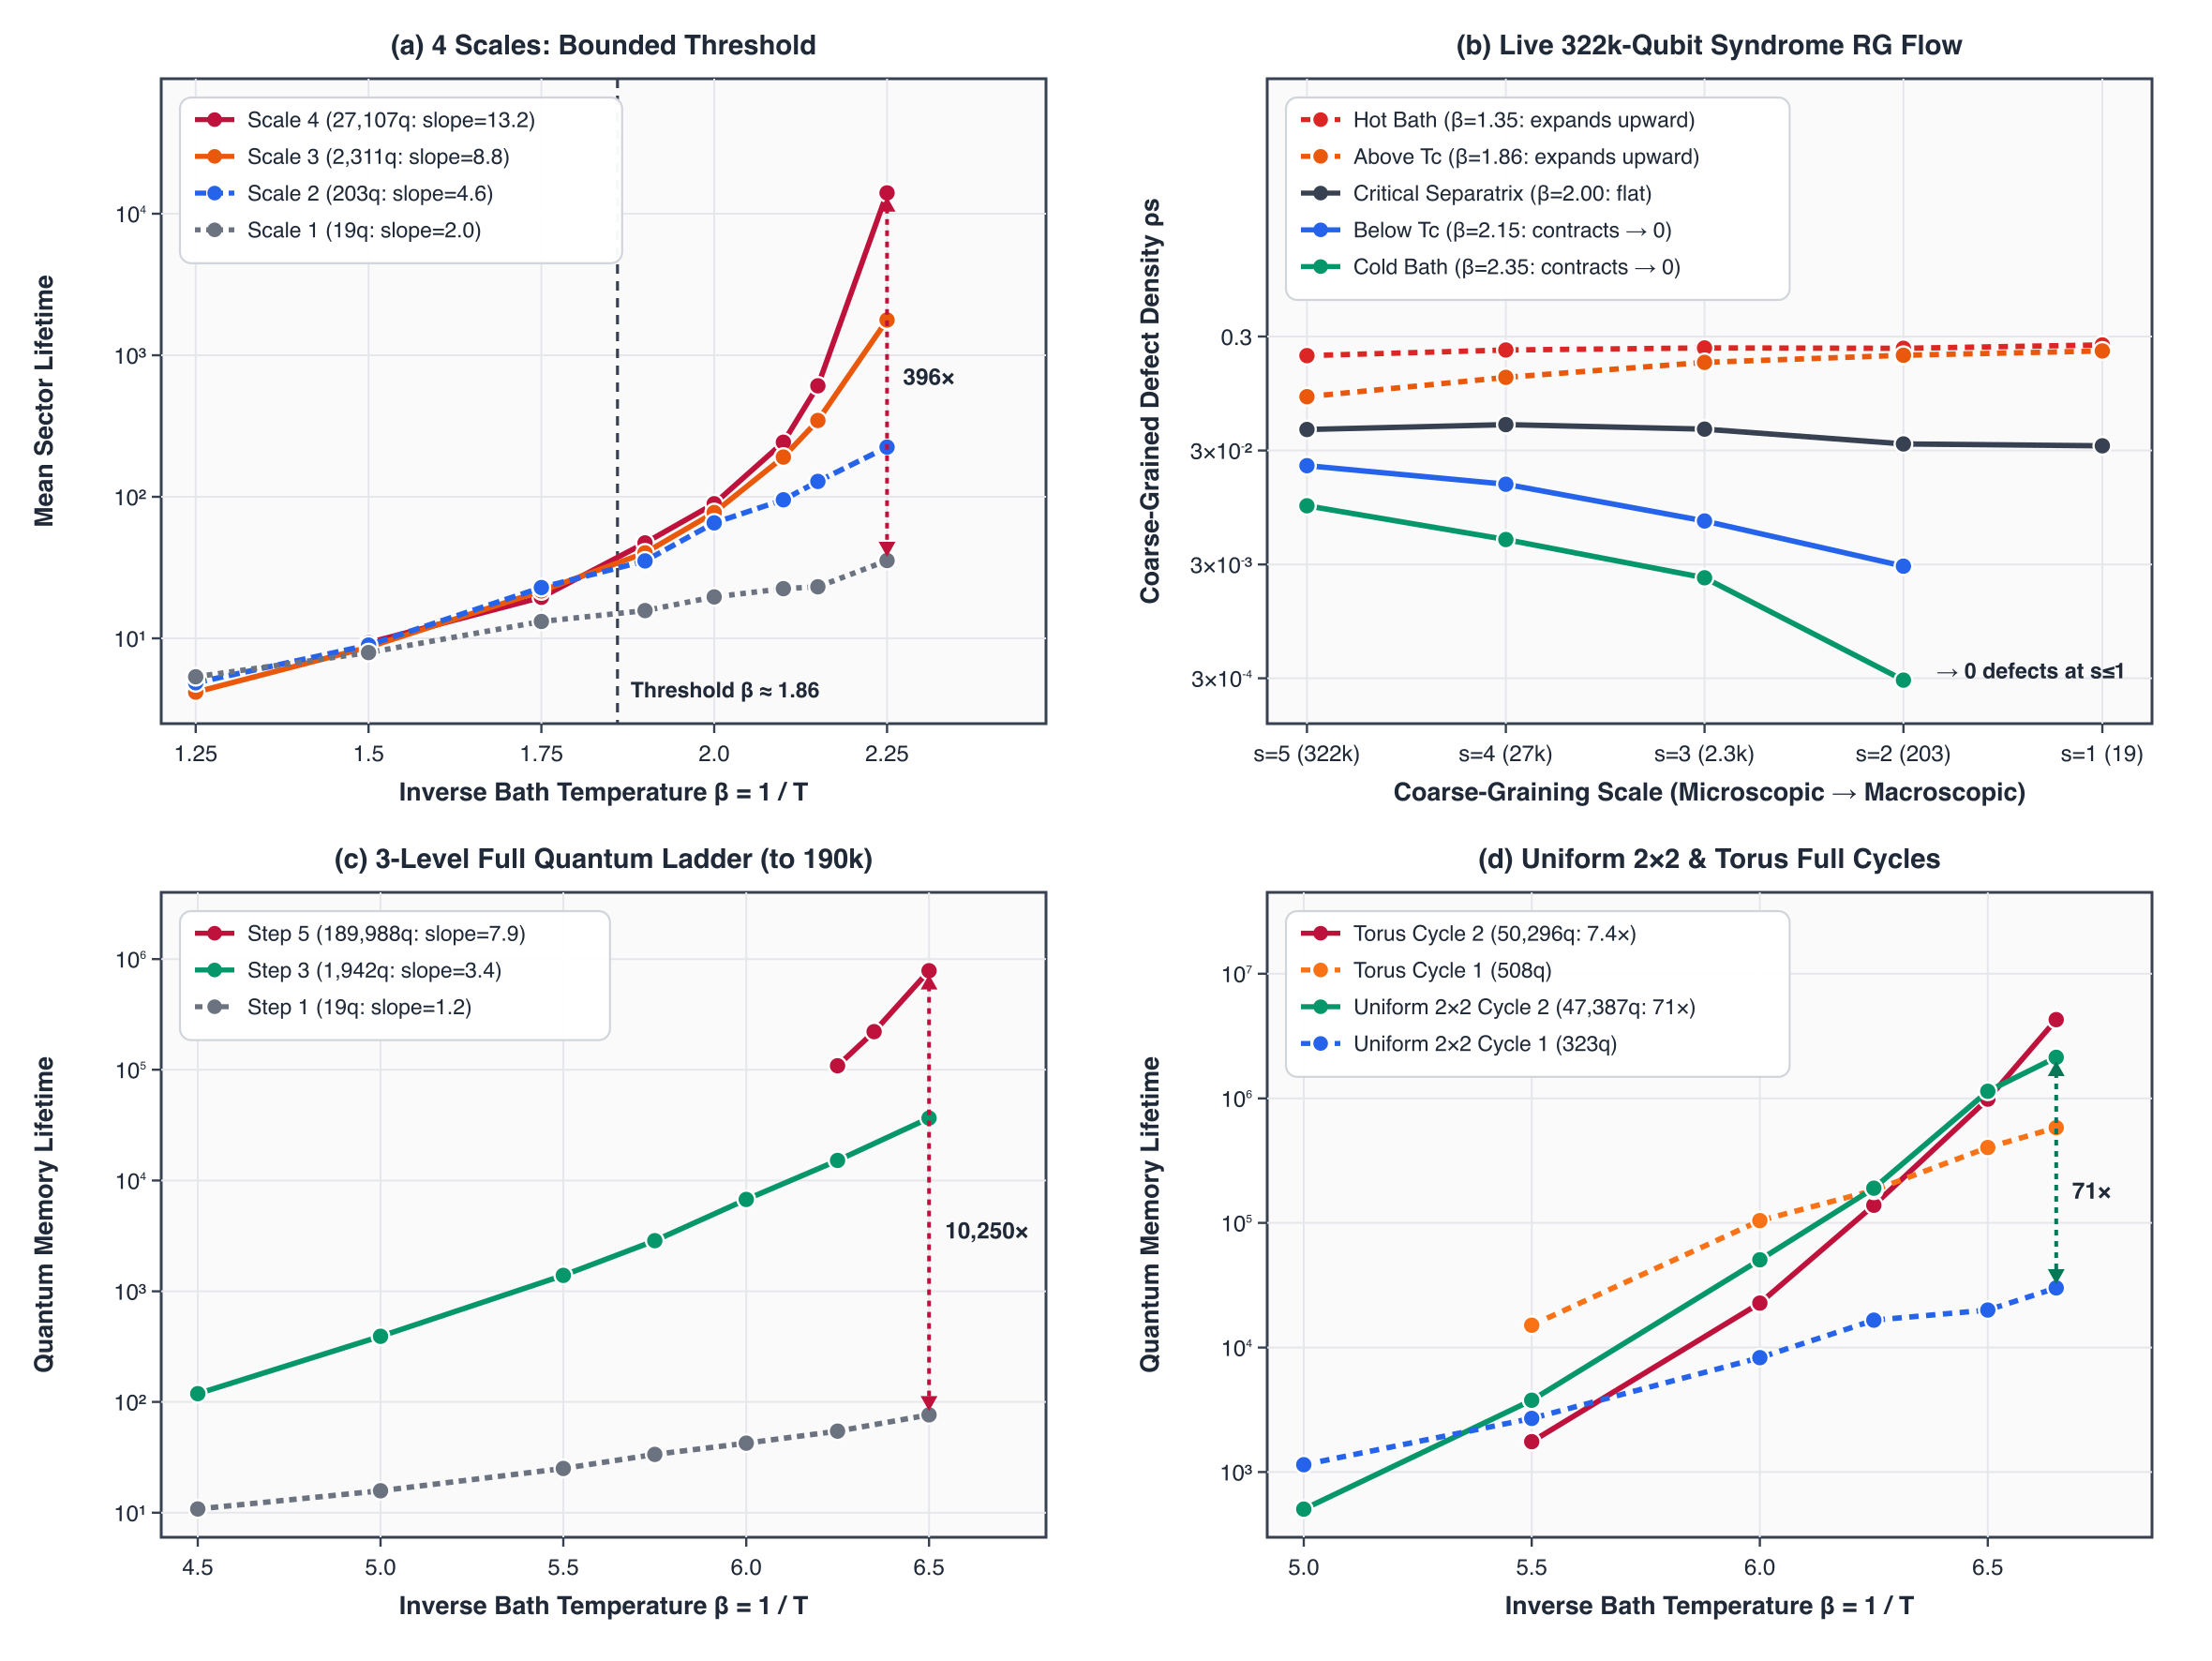 (a) 4 Scales: Bounded Threshold
Scale 4 (27,107q: slope=13.2)
Scale 3 (2,311q: slope=8.8)
Scale 2 (203q: slope=4.6)
Scale 1 (19q: slope=2.0)
10⁴
10³
10²
10¹
396×
Threshold β ≈ 1.86
1.25
1.5
1.75
2.0
2.25
Mean Sector Lifetime
Inverse Bath Temperature β = 1 / T
(b) Live 322k-Qubit Syndrome RG Flow
Hot Bath (β=1.35: expands upward)
Above Tc (β=1.86: expands upward)
Critical Separatrix (β=2.00: flat)
Below Tc (β=2.15: contracts → 0)
Cold Bath (β=2.35: contracts → 0)
0.3
3×10⁻²
3×10⁻³
3×10⁻⁴
→ 0 defects at s≤1
s=5 (322k)
s=4 (27k)
s=3 (2.3k)
s=2 (203)
s=1 (19)
Coarse-Grained Defect Density ρs
Coarse-Graining Scale (Microscopic → Macroscopic)
(c) 3-Level Full Quantum Ladder (to 190k)
Step 5 (189,988q: slope=7.9)
Step 3 (1,942q: slope=3.4)
Step 1 (19q: slope=1.2)
10⁶
10⁵
10⁴
10³
10²
10¹
10,250×
4.5
5.0
5.5
6.0
6.5
Quantum Memory Lifetime
Inverse Bath Temperature β = 1 / T
(d) Uniform 2×2 & Torus Full Cycles
Torus Cycle 2 (50,296q: 7.4×)
Torus Cycle 1 (508q)
Uniform 2×2 Cycle 2 (47,387q: 71×)
Uniform 2×2 Cycle 1 (323q)
10⁷
10⁶
10⁵
10⁴
10³
71×
5.0
5.5
6.0
6.5
Quantum Memory Lifetime
Inverse Bath Temperature β = 1 / T